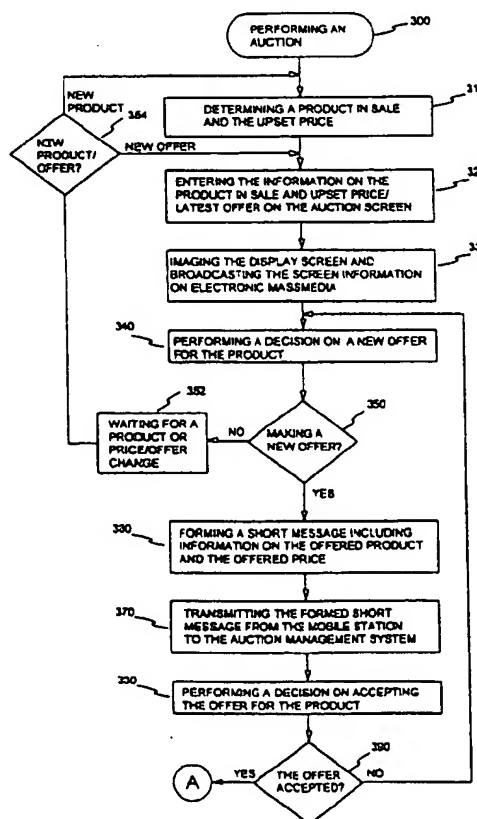 PERFORMING AN
AUCTION
300
NEW
PRODUCT
354
NEW
PRODUCT/
OFFER?
NEW OFFER
DETERMINING A PRODUCT IN SALE
AND THE UPSET PRICE
31
ENTERING THE INFORMATION ON THE
PRODUCT IN SALE AND UPSET PRICE/
LATEST OFFER ON THE AUCTION SCREEN
32
IMAGING THE DISPLAY SCREEN AND
BROADCASTING THE SCREEN INFORMATION
ON ELECTRONIC MASSMEDIA
33
340
PERFORMING A DECISION ON A NEW OFFER
FOR THE PRODUCT
352
WAITING FOR A
PRODUCT OR
PRICE/OFFER
CHANGE
NO
MAKING A
NEW OFFER?
350
YES
330
FORMING A SHORT MESSAGE INCLUDING
INFORMATION ON THE OFFERED PRODUCT
AND THE OFFERED PRICE
370
TRANSMITTING THE FORMED SHORT
MESSAGE FROM THE MOBILE STATION
TO THE AUCTION MANAGEMENT SYSTEM
330
PERFORMING A DECISION ON ACCEPTING
THE OFFER FOR THE PRODUCT
390
A
YES
THE OFFER
ACCEPTED?
NO